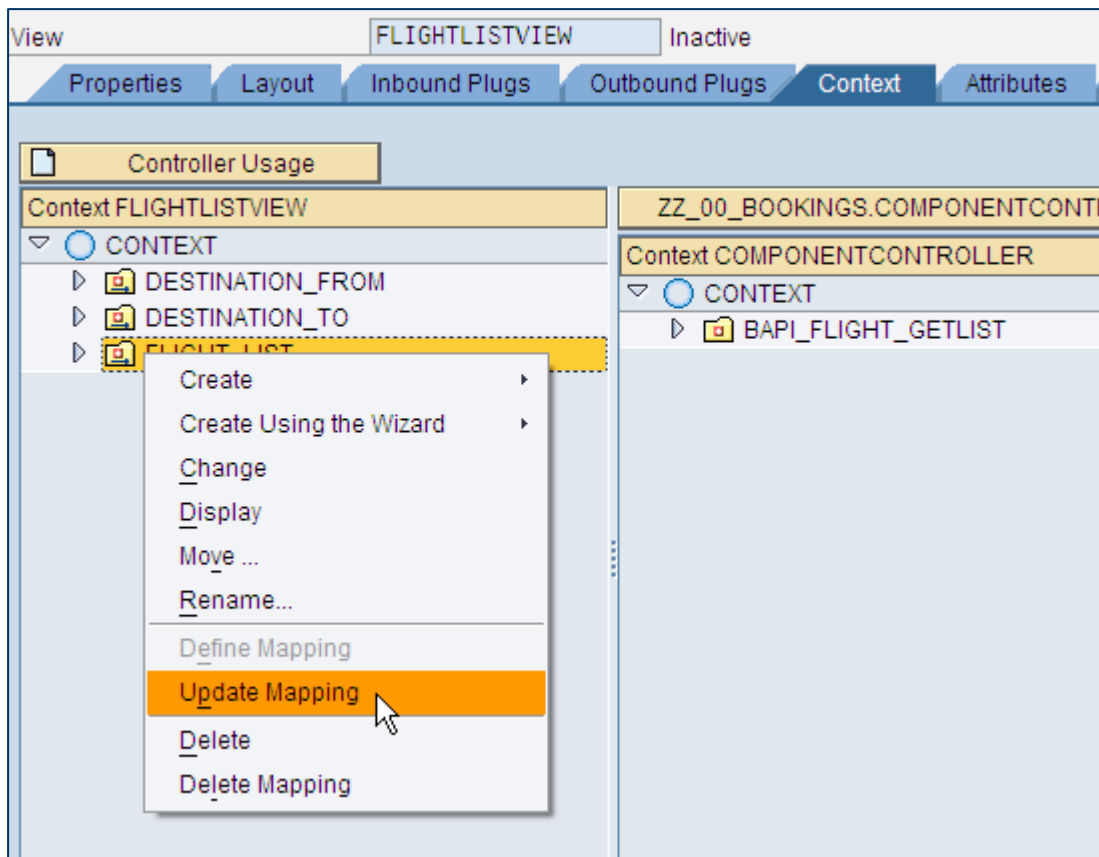 View FLIGHTLISTVIEW Inactive
Properties Layout Inbound Plugs Outbound Plugs Context Attributes
Controller Usage
Context FLIGHTLISTVIEW
CONTEXT
DESTINATION_FROM
DESTINATION_TO
FLIGHT_LIST
Create
Create Using the Wizard
Change
Display
Move ...
Rename...
Define Mapping
Update Mapping
Delete
Delete Mapping
ZZ_00_BOOKINGS.COMPONENTCONT
Context COMPONENTCONTROLLER
CONTEXT
BAPI_FLIGHT_GETLIST